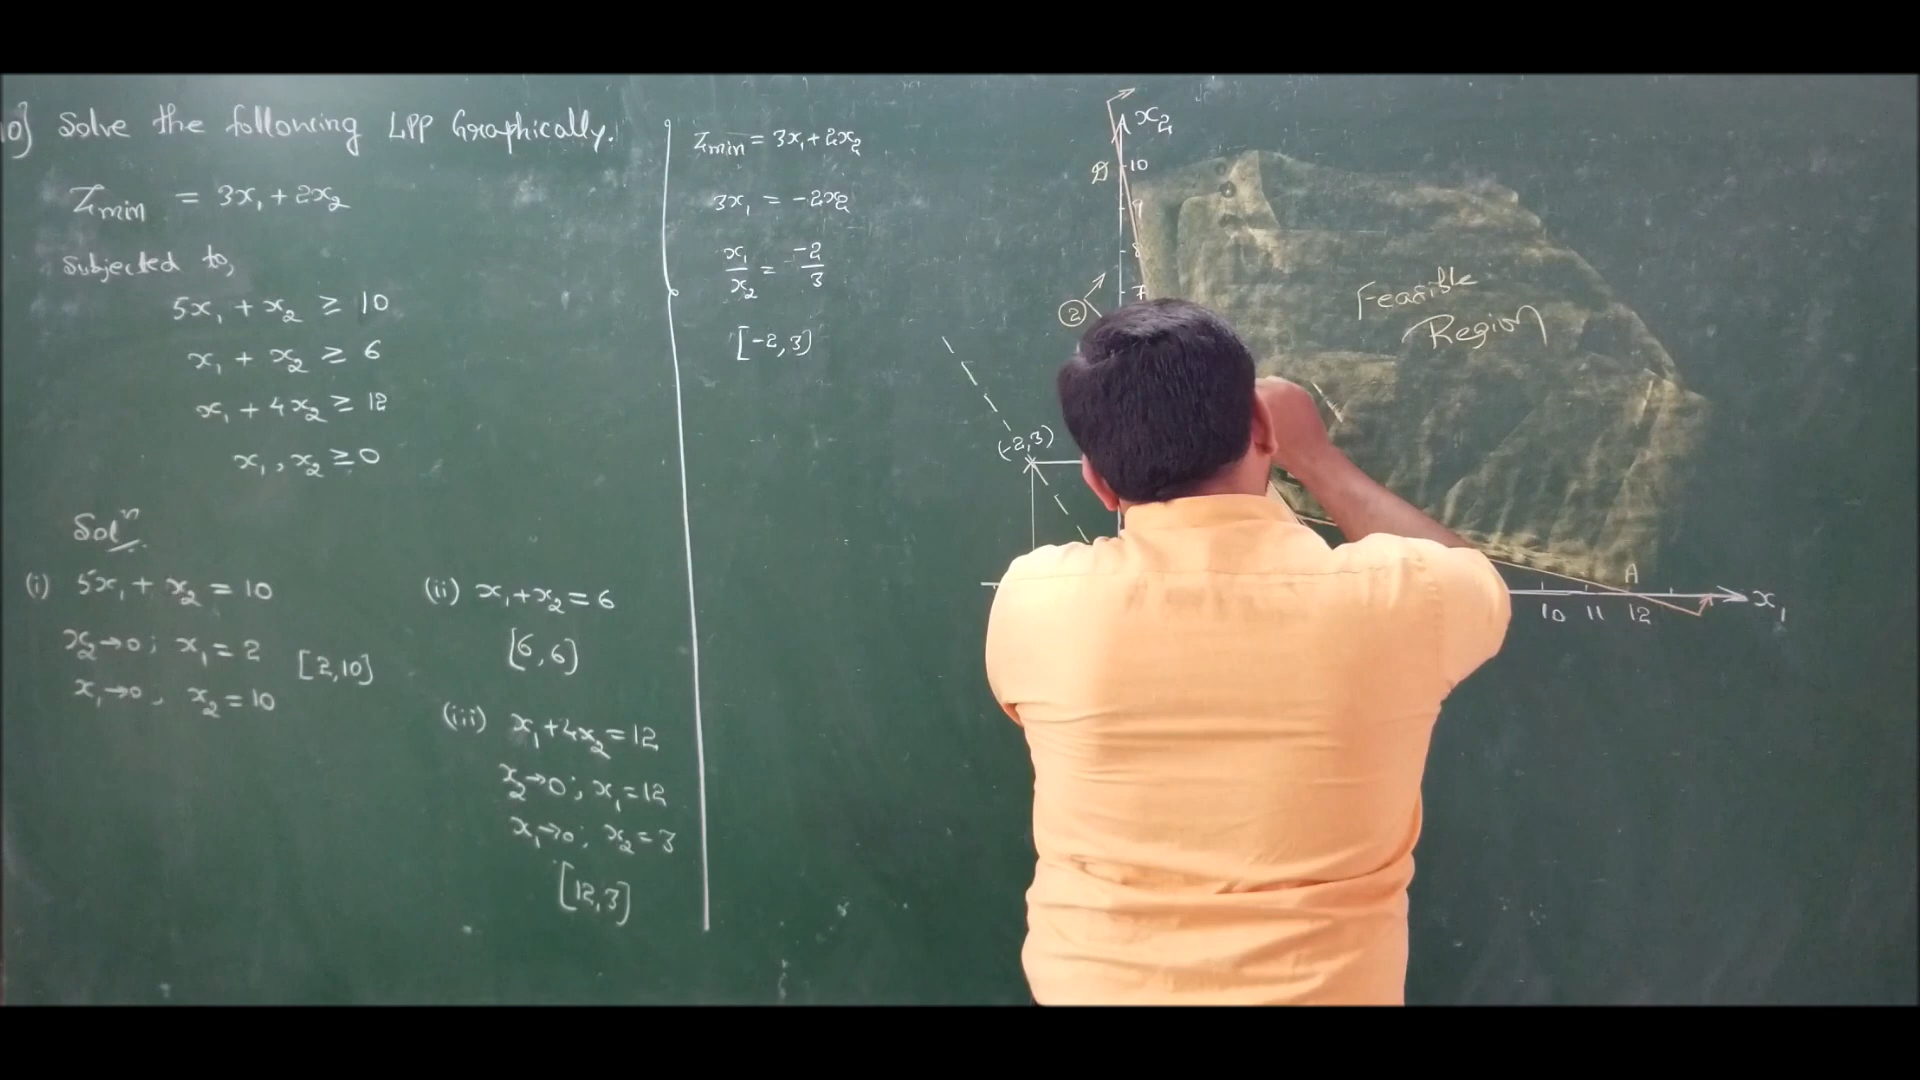 10] Solve the following LPP Graphically.
Zmin = 3x₁ + 2x₂
Subjected to,
5x₁ + x₂ ≥ 10
x₁ + x₂ ≥ 6
x₁ + 4x₂ ≥ 12
x₁, x₂ ≥ 0
Solⁿ
(i) 5x₁ + x₂ = 10
x₂→0; x₁ = 2
[2,10]
x₁→0, x₂ = 10
(ii) x₁+x₂ = 6
[6,6]
(iii) x₁+4x₂ = 12
x₂→0; x₁=12
x₁→0; x₂=3
[12,3]
Zmin = 3x₁ + 2x₂
3x₁ = -2x₂
x₁/x₂ = -2/3
[-2,3]
x₂
D
10
9
8
7
2
(-2,3)
Feasible
Region
A
10 11 12
x₁